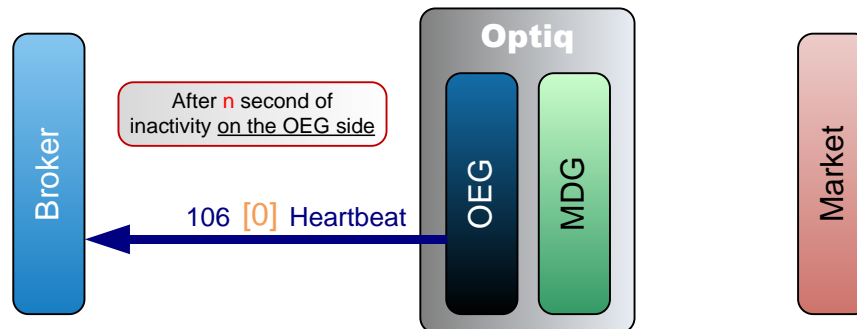 Optiq
After n second of
inactivity on the OEG side
Broker
106 [0] Heartbeat
OEG
MDG
Market